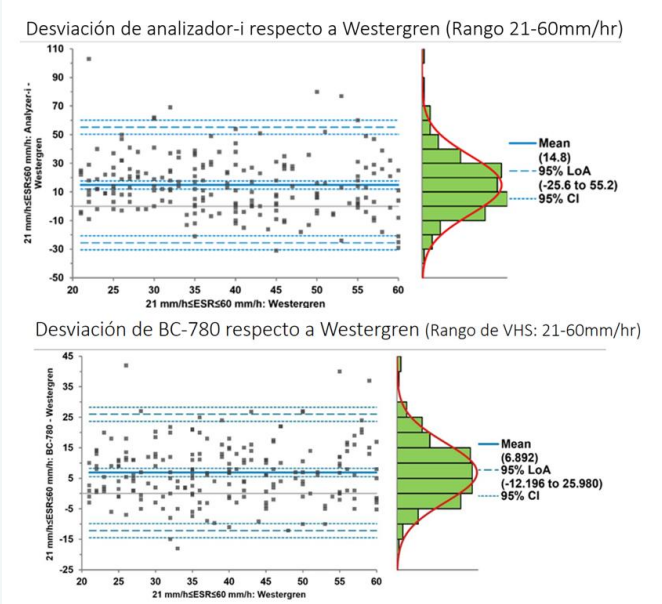 Desviación de analizador-i respecto a Westergren (Rango 21-60mm/hr)
110
90
70
50
30
10
-10
-30
-50
21 mm/h≤ESR≤60 mm/h: Analyzer-i -
Westergren
20 25 30 35 40 45 50 55 60
21 mm/h≤ESR≤60 mm/h: Westergren
Mean
(14.8)
95% LoA
(-25.6 to 55.2)
95% CI
Desviación de BC-780 respecto a Westergren (Rango de VHS: 21-60mm/hr)
45
35
25
15
5
-5
-15
-25
21 mm/h≤ESR≤60 mm/h: BC-780 - Westergren
20 25 30 35 40 45 50 55 60
21 mm/h≤ESR≤60 mm/h: Westergren
Mean
(6.892)
95% LoA
(-12.196 to 25.980)
95% CI